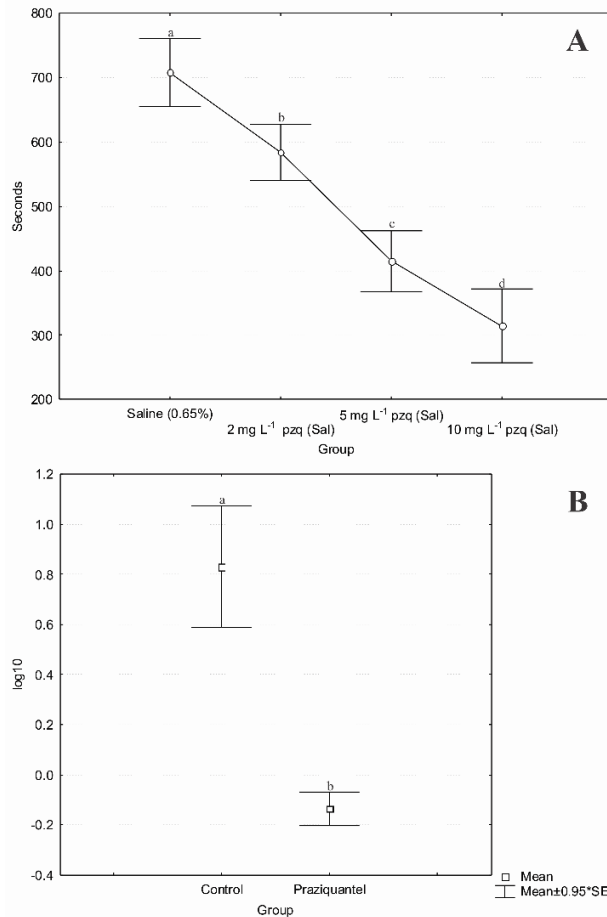 800
A
a
700
b
600
Seconds
500
c
400
d
300
200
Saline (0.65%)
2 mg L⁻¹ pzq (Sal)
5 mg L⁻¹ pzq (Sal)
10 mg L⁻¹ pzq (Sal)
Group
1.2
B
a
1.0
0.8
0.6
log10
0.4
0.2
b
0.0
-0.2
-0.4
Control
Praziquantel
Group
Mean
Mean±0.95*SE